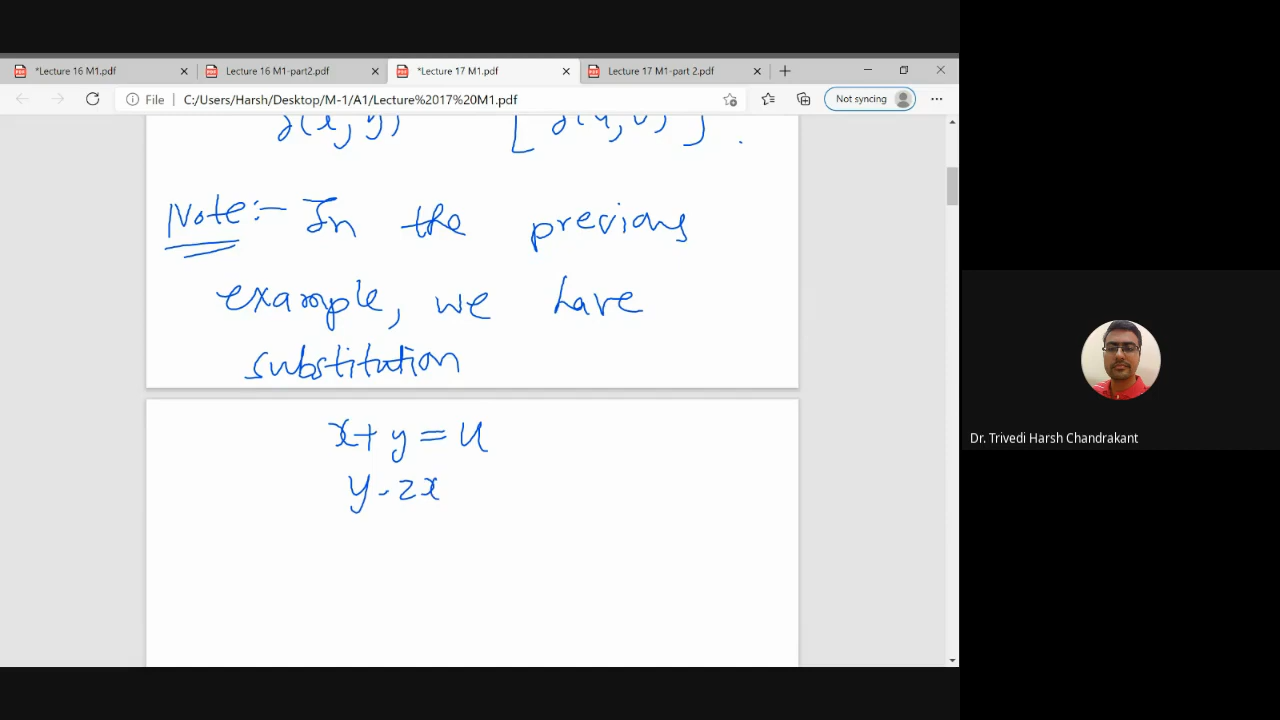 *Lecture 16 M1.pdf
Lecture 16 M1-part2.pdf
*Lecture 17 M1.pdf
Lecture 17 M1-part 2.pdf
File
C:/Users/Harsh/Desktop/M-1/A1/Lecture%2017%20M1.pdf
Not syncing
Note:- In the previous
example, we have
substitution
x + y = u
y - 2x
Dr. Trivedi Harsh Chandrakant